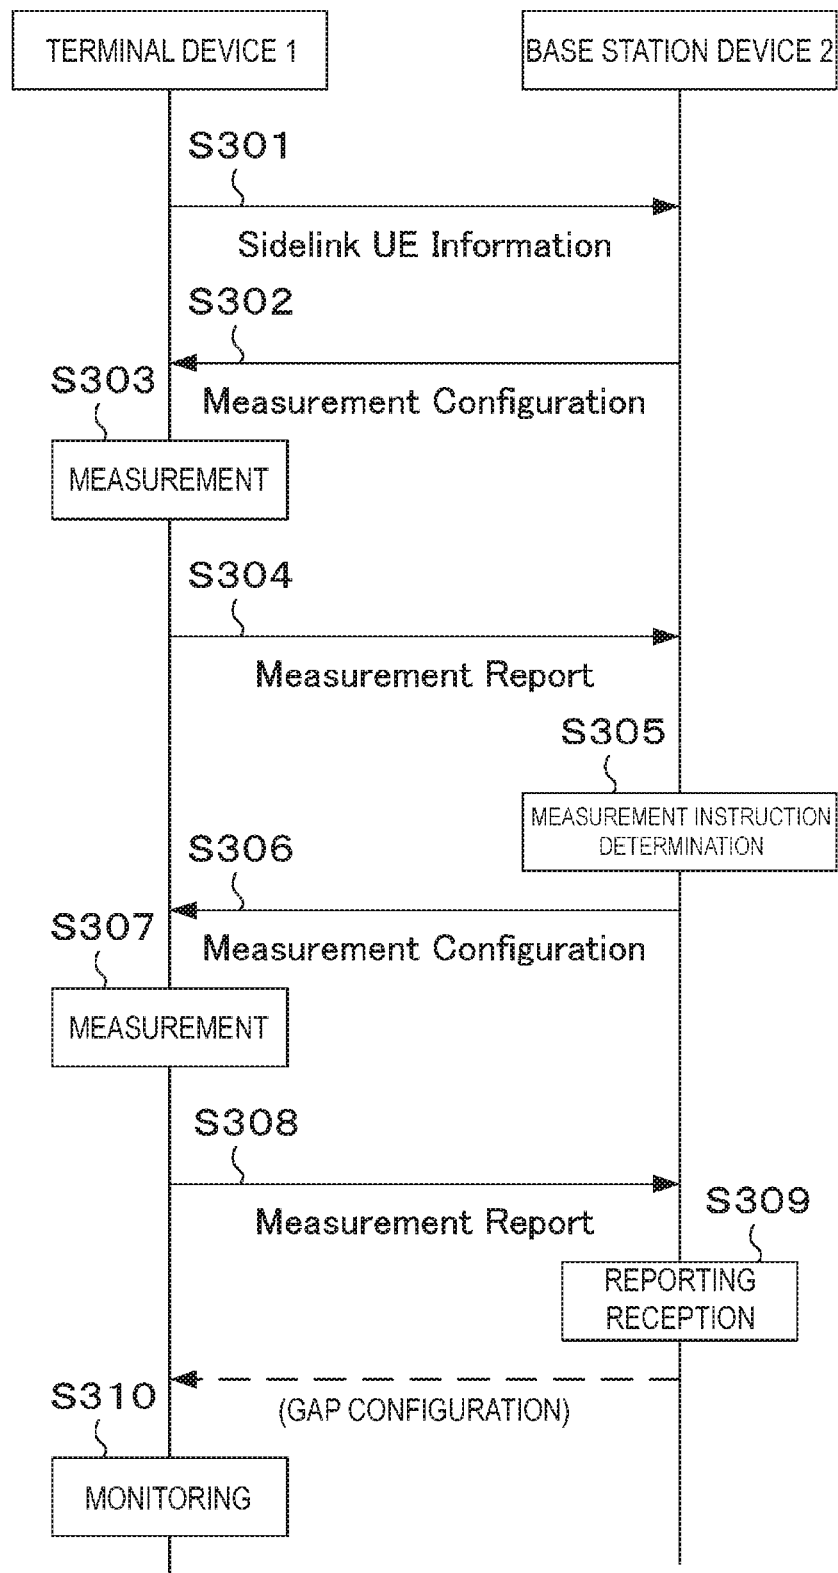 TERMINAL DEVICE 1
BASE STATION DEVICE 2
S301
Sidelink UE Information
S302
Measurement Configuration
S303
MEASUREMENT
S304
Measurement Report
S305
MEASUREMENT INSTRUCTION
DETERMINATION
S306
Measurement Configuration
S307
MEASUREMENT
S308
Measurement Report
S309
REPORTING
RECEPTION
(GAP CONFIGURATION)
S310
MONITORING